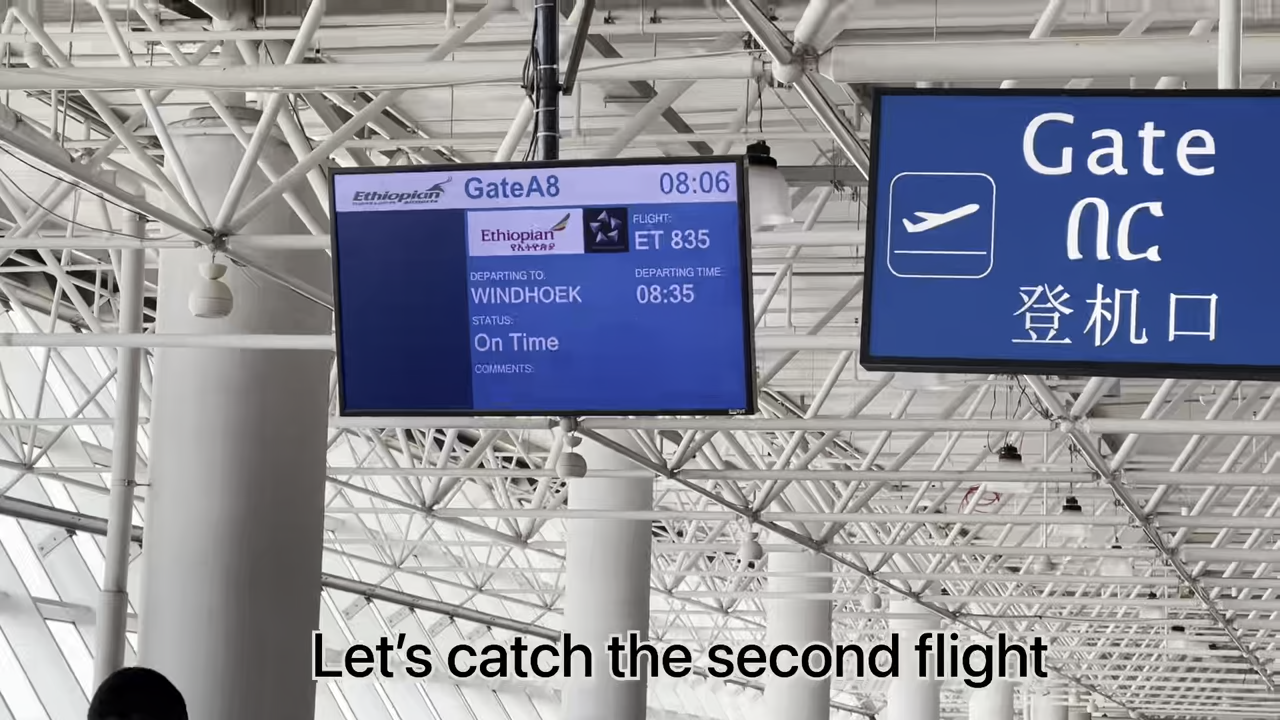 Ethiopian
GateA8
08:06
Ethiopian
የኢትዮጵያ
FLIGHT:
ET 835
DEPARTING TO:
WINDHOEK
DEPARTING TIME:
08:35
STATUS:
On Time
COMMENTS:
Gate
በር
登机口
Let's catch the second flight